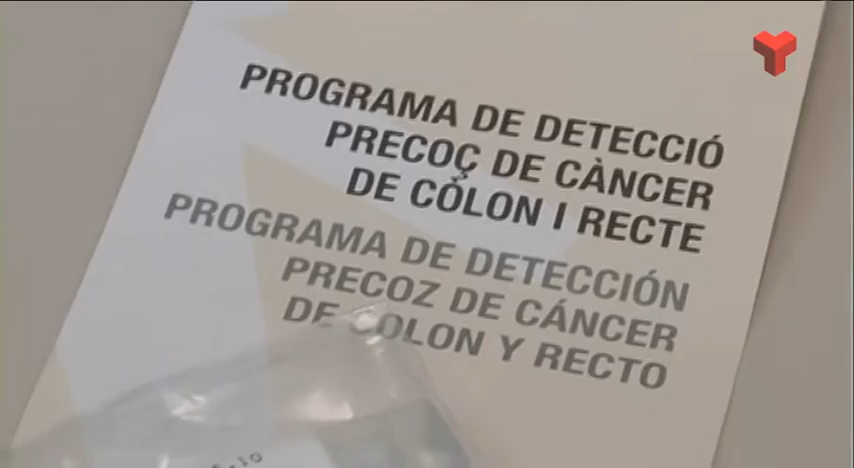 PROGRAMA DE DETECCIÓ
PRECOÇ DE CÀNCER
DE CÒLON I RECTE
PROGRAMA DE DETECCIÓN
PRECOZ DE CÁNCER
DE COLON Y RECTO